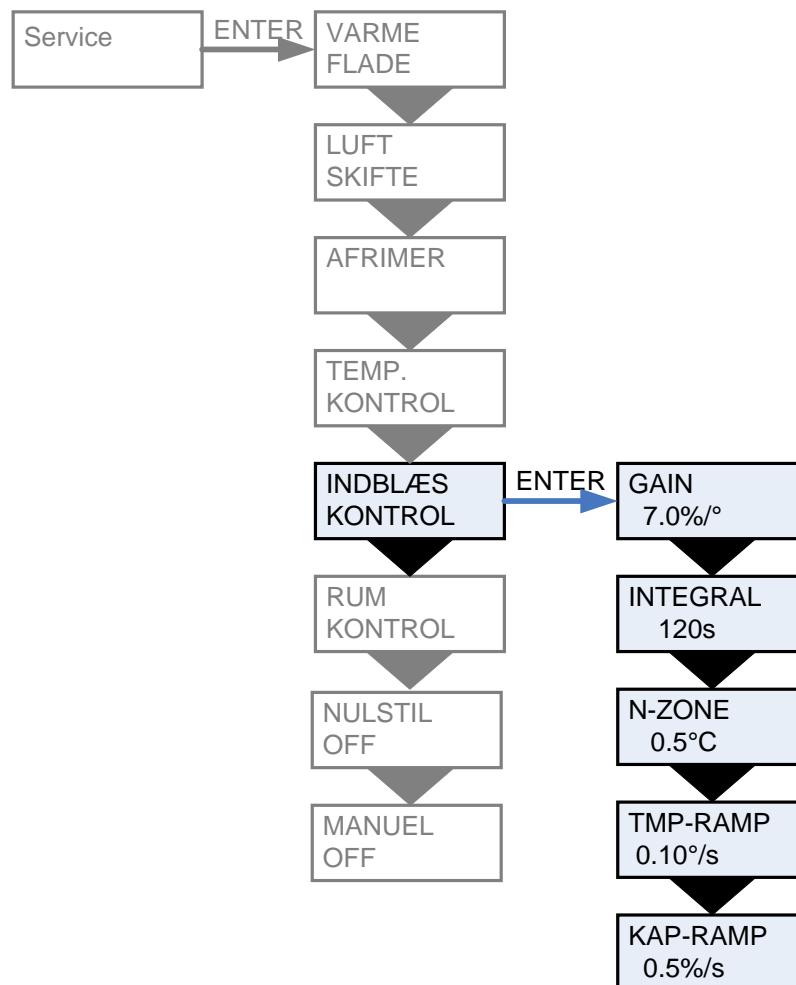 Service
ENTER
VARME
FLADE
LUFT
SKIFTE
AFRIMER
TEMP.
KONTROL
INDBLÆS
KONTROL
ENTER
GAIN
7.0%/°
RUM
KONTROL
INTEGRAL
120s
NULSTIL
OFF
N-ZONE
0.5°C
MANUEL
OFF
TMP-RAMP
0.10°/s
KAP-RAMP
0.5%/s